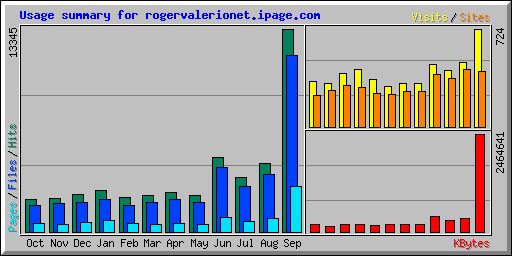 Usage summary for rogervalerionet.ipage.com
Visits/Sites
13345
724
Pages/Files/Hits
2464641
Oct Nov Dec Jan Feb Mar Apr May Jun Jul Aug Sep
KBytes